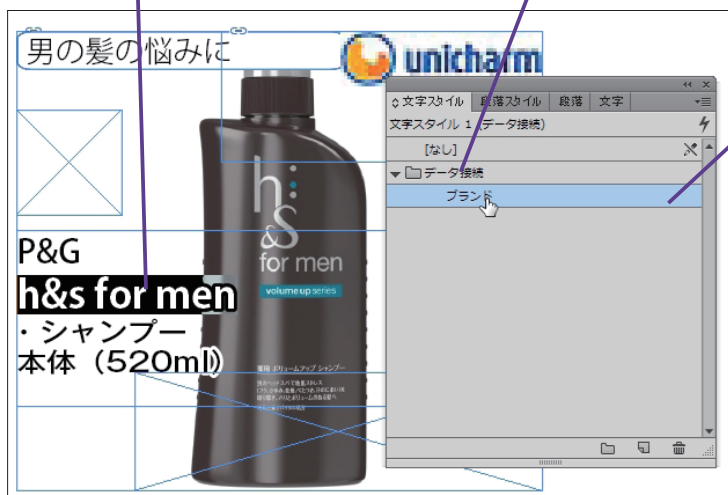 男の髪の悩みに
unicharm
文字スタイル 段落スタイル 段落 文字
文字スタイル 1 (データ接続)
[なし]
データ接続
ブランド
h&s
for men
volume up series
P&G
h&s for men
・シャンプー
本体（520ml）
薬用 ボリュームアップ シャンプー